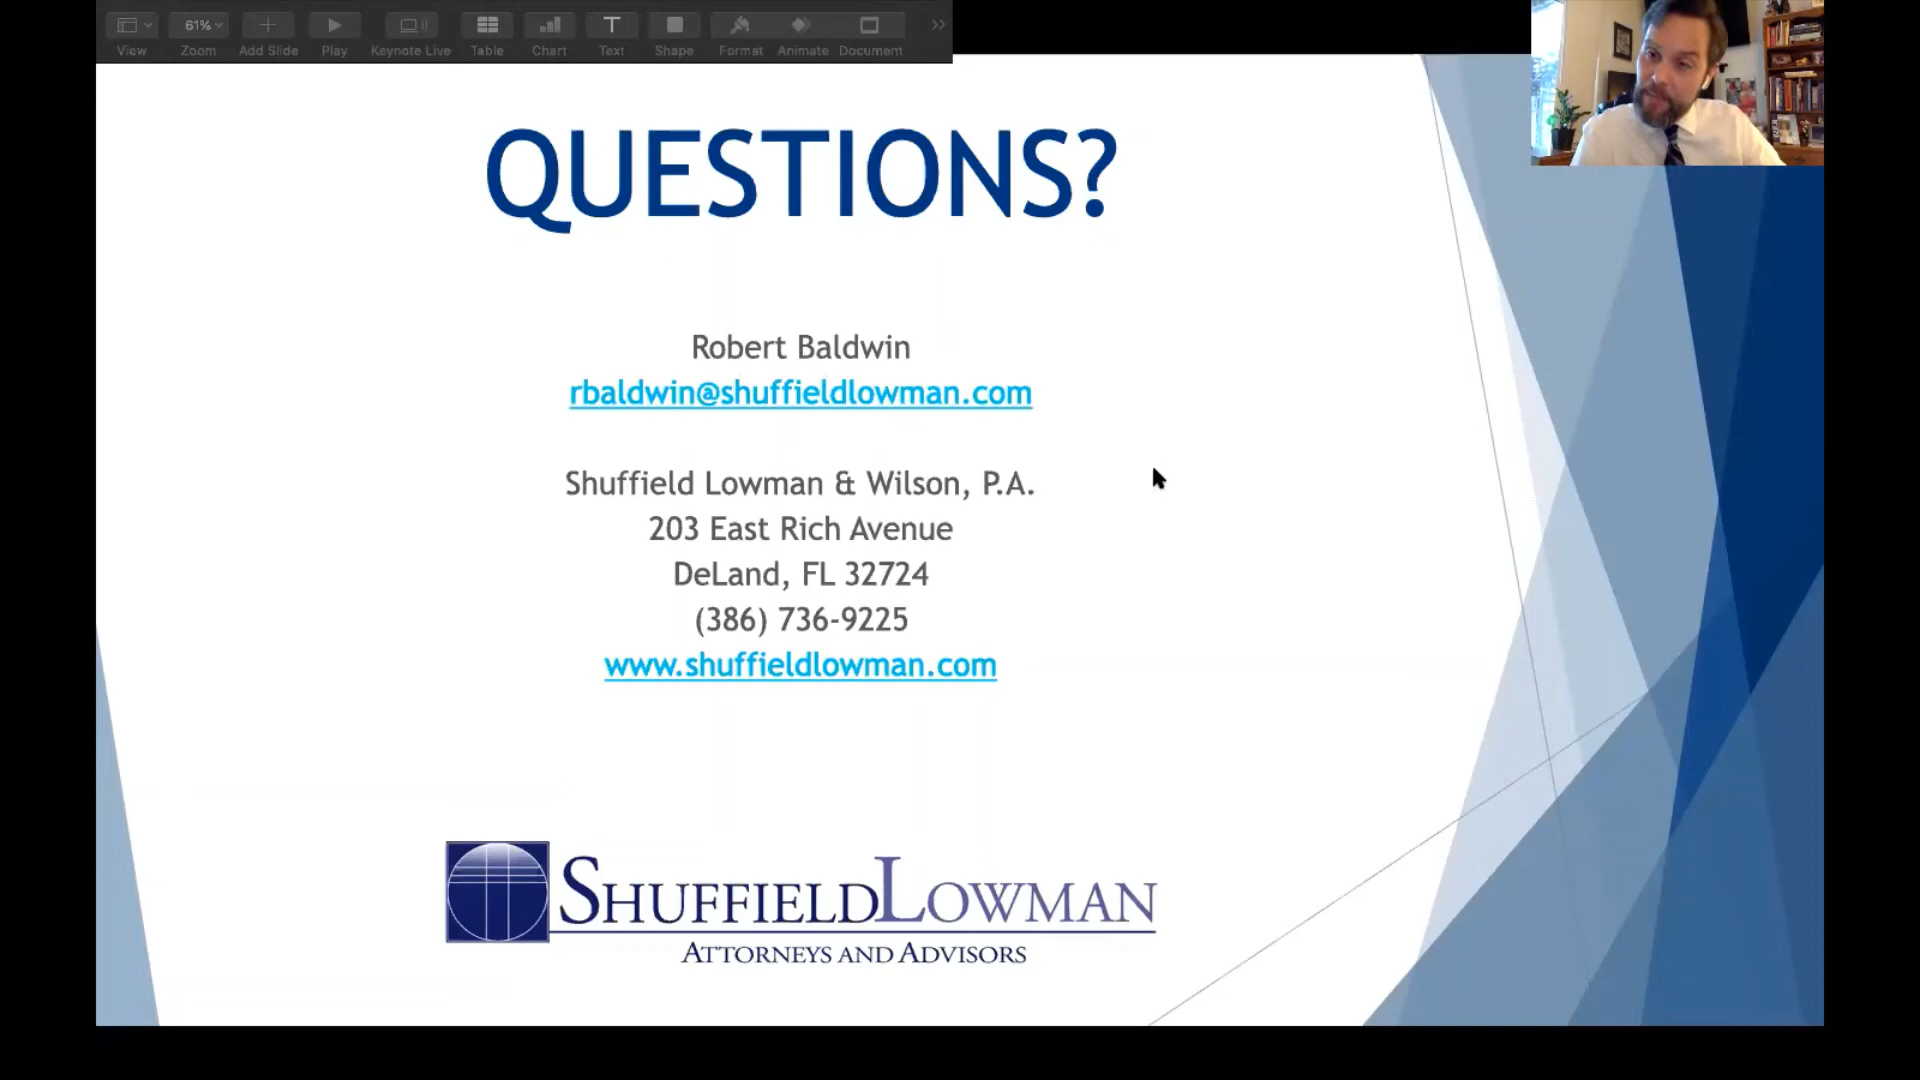 61%
View Zoom Add Slide Play Keynote Live Table Chart Text Shape Format Animate Document
QUESTIONS?
Robert Baldwin
rbaldwin@shuffieldlowman.com
Shuffield Lowman & Wilson, P.A.
203 East Rich Avenue
DeLand, FL 32724
(386) 736-9225
www.shuffieldlowman.com
SHUFFIELDLOWMAN
ATTORNEYS AND ADVISORS